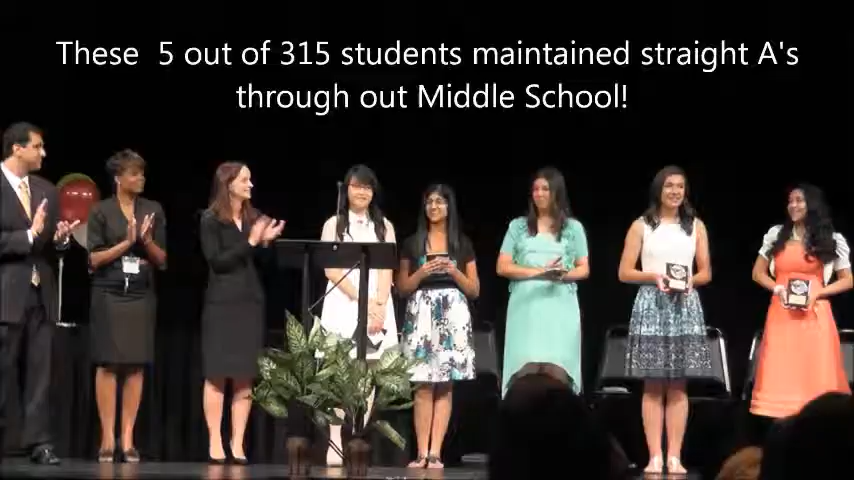 These  5 out of 315 students maintained straight A's
through out Middle School!